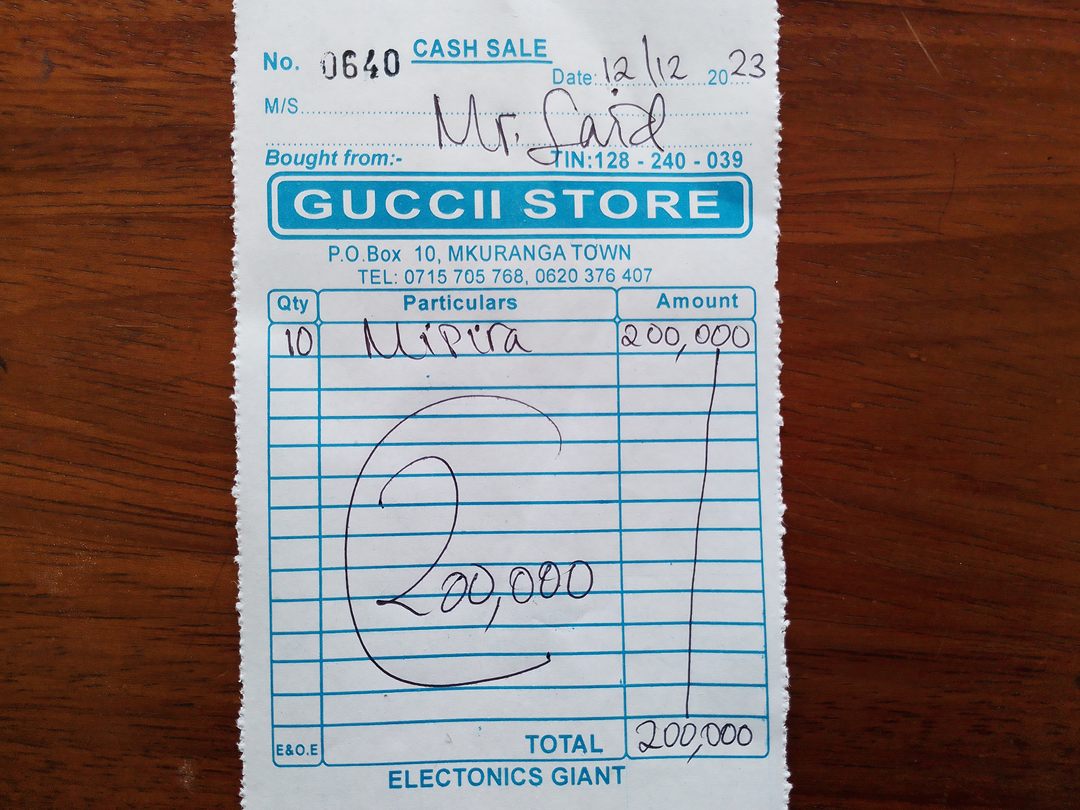 CASH SALE
No. 0640
Date: 12/12 2023
M/S Mr. Said
Bought from:- TIN:128 - 240 - 039
GUCCII STORE
P.O.Box 10, MKURANGA TOWN
TEL: 0715 705 768, 0620 376 407
Qty Particulars Amount
10 Mipira 200,000
200,000
E&O.E TOTAL 200,000
ELECTONICS GIANT